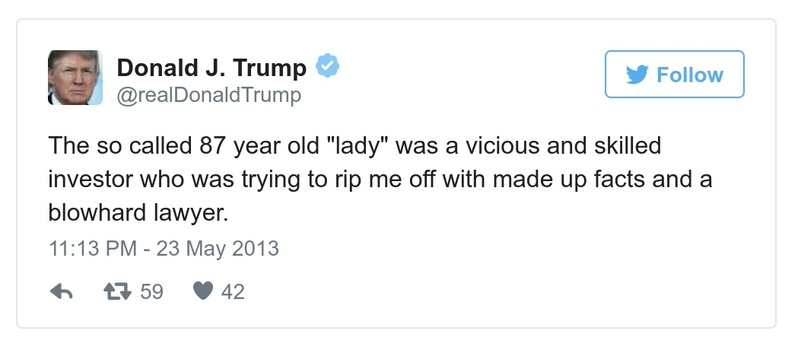 Donald J. Trump
@realDonaldTrump
Follow
The so called 87 year old "lady" was a vicious and skilled
investor who was trying to rip me off with made up facts and a
blowhard lawyer.
11:13 PM - 23 May 2013
59 42